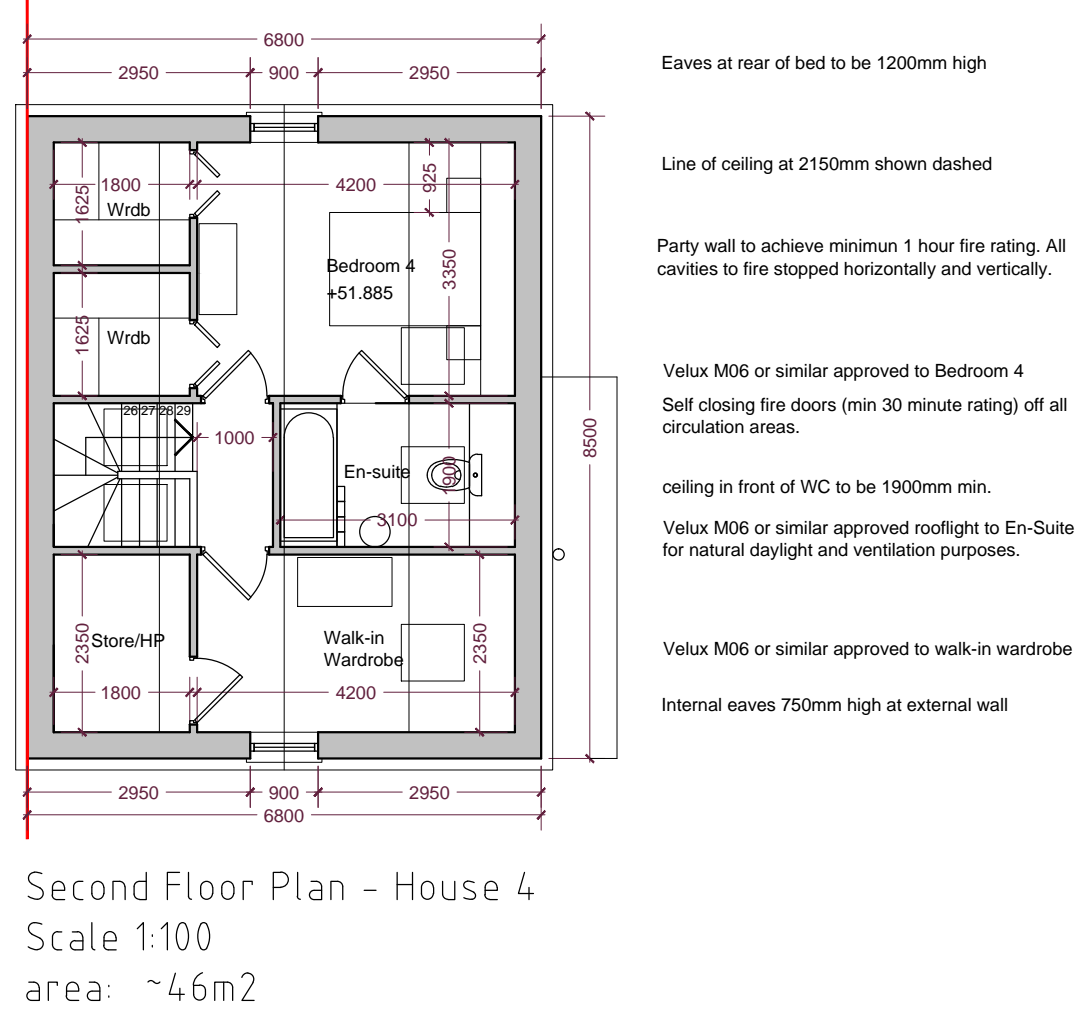 6800
2950
900
2950
Eaves at rear of bed to be 1200mm high
Line of ceiling at 2150mm shown dashed
1800
4200
925
1625
Wrdb
Party wall to achieve minimun 1 hour fire rating. All
cavities to fire stopped horizontally and vertically.
Bedroom 4
+51.885
3350
1625
Wrdb
Velux M06 or similar approved to Bedroom 4
Self closing fire doors (min 30 minute rating) off all
circulation areas.
26 27 28 29
1000
8500
En-suite
1900
ceiling in front of WC to be 1900mm min.
3100
Velux M06 or similar approved rooflight to En-Suite
for natural daylight and ventilation purposes.
2350
Store/HP
Walk-in
Wardrobe
2350
Velux M06 or similar approved to walk-in wardrobe
1800
4200
Internal eaves 750mm high at external wall
2950
900
2950
6800
Second Floor Plan - House 4
Scale 1:100
area: ~46m2